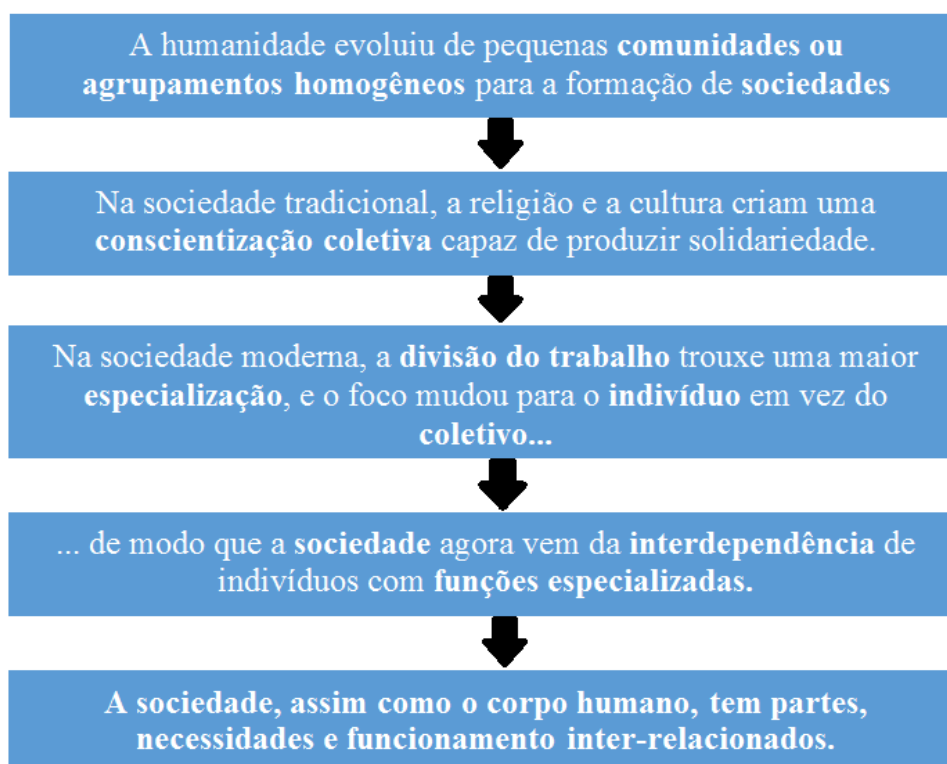 A humanidade evoluiu de pequenas comunidades ou
agrupamentos homogêneos para a formação de sociedades
Na sociedade tradicional, a religião e a cultura criam uma
conscientização coletiva capaz de produzir solidariedade.
Na sociedade moderna, a divisão do trabalho trouxe uma maior
especialização, e o foco mudou para o indivíduo em vez do
coletivo...
... de modo que a sociedade agora vem da interdependência de
indivíduos com funções especializadas.
A sociedade, assim como o corpo humano, tem partes,
necessidades e funcionamento inter-relacionados.